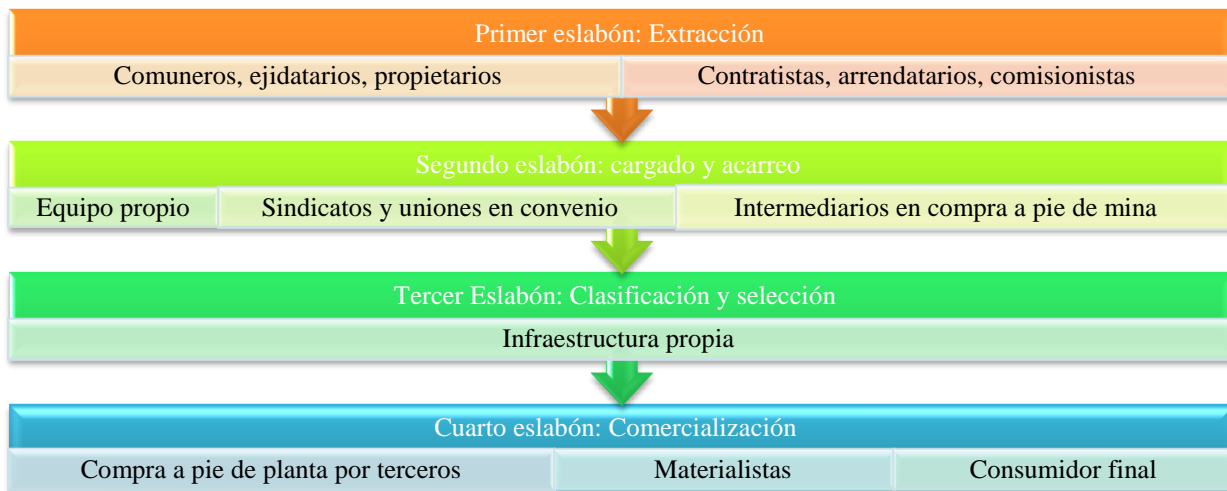 Primer eslabón: Extracción
Comuneros, ejidatarios, propietarios
Contratistas, arrendatarios, comisionistas
Segundo eslabón: cargado y acarreo
Equipo propio
Sindicatos y uniones en convenio
Intermediarios en compra a pie de mina
Tercer Eslabón: Clasificación y selección
Infraestructura propia
Cuarto eslabón: Comercialización
Compra a pie de planta por terceros
Materialistas
Consumidor final